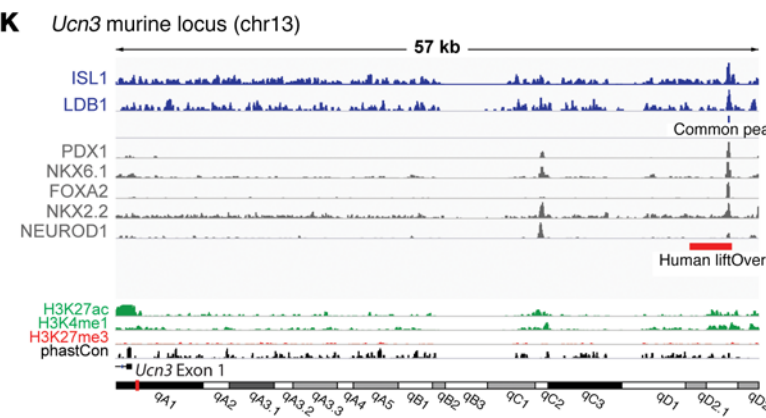 K Ucn3 murine locus (chr13)
57 kb
ISL1
LDB1
Common pea
PDX1
NKX6.1
FOXA2
NKX2.2
NEUROD1
Human liftOver
H3K27ac
H3K4me1
H3K27me3
phastCon
Ucn3 Exon 1
qA1 qA2 qA3.1 qA3.2 qA3.3 qA4 qA5 qB1 qB2 qB3 qC1 qC2 qC3 qD1 qD2.1 qD